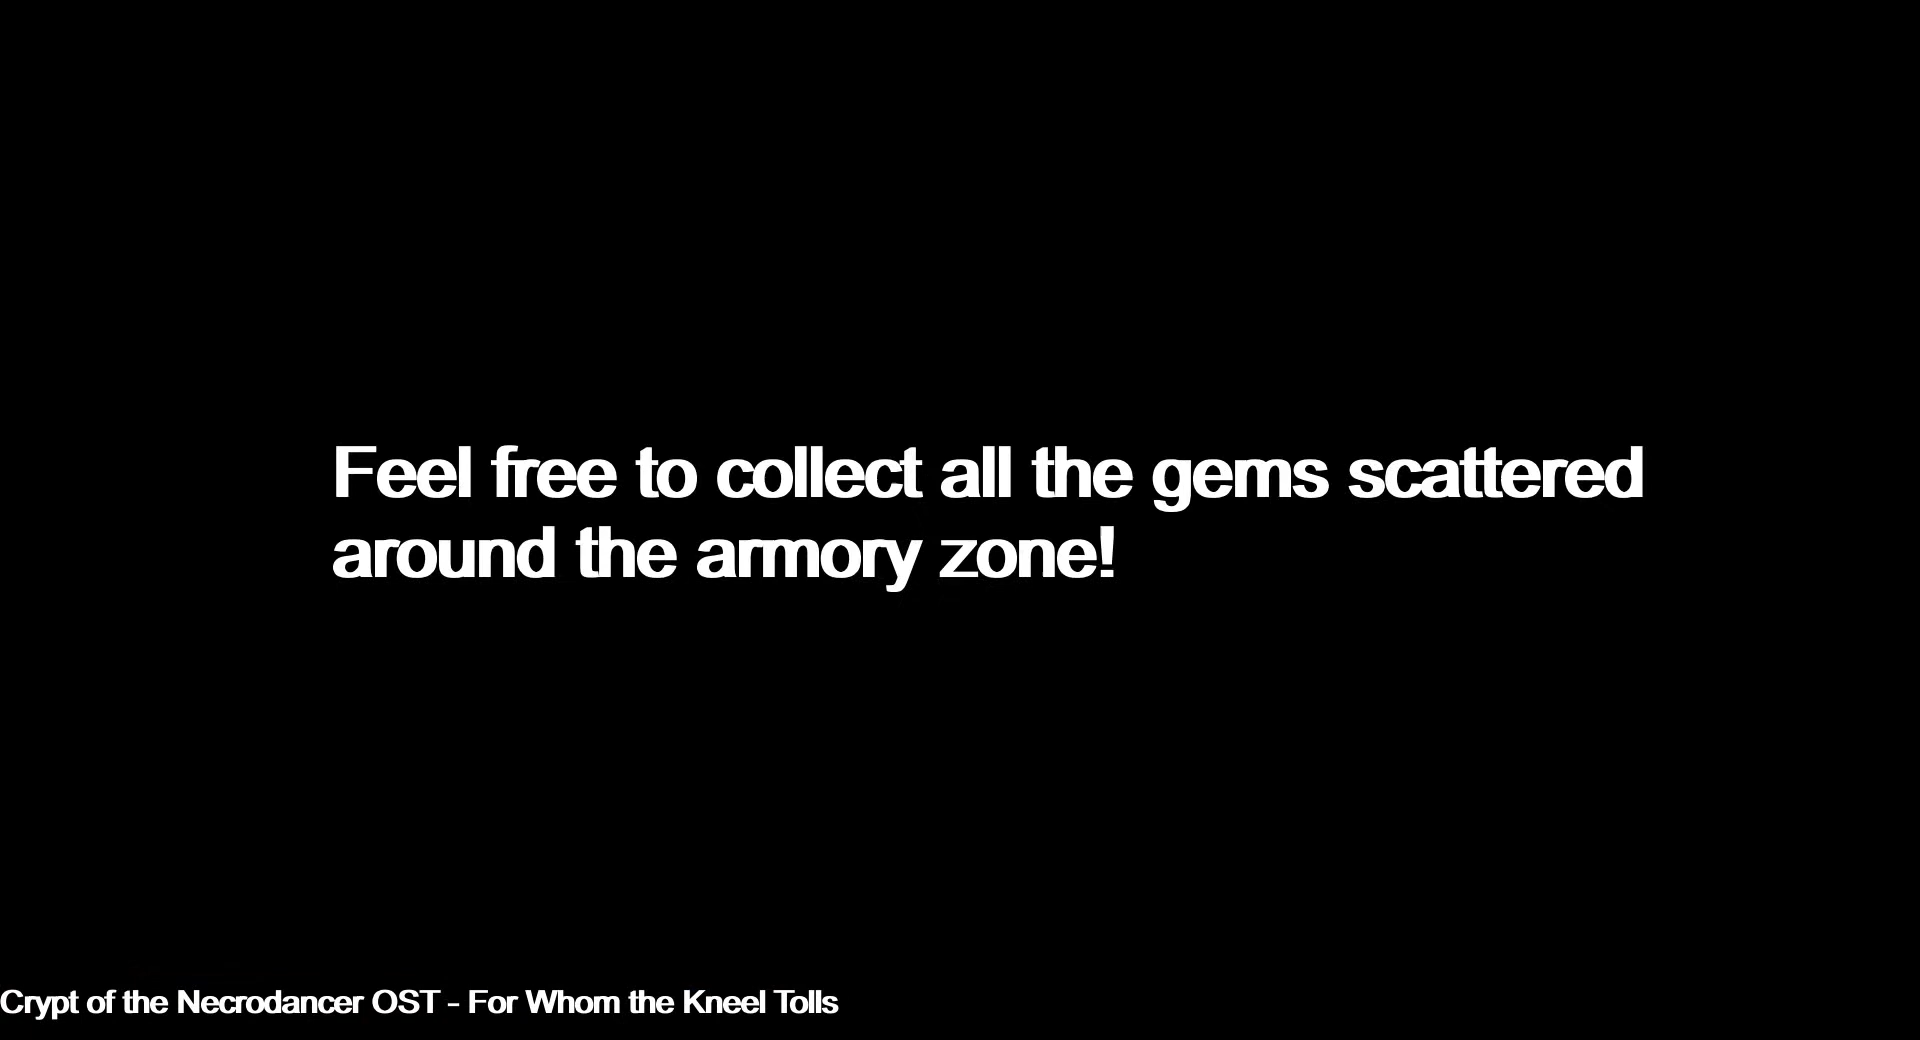 Feel free to collect all the gems scattered
around the armory zone!
Crypt of the Necrodancer OST - For Whom the Kneel Tolls